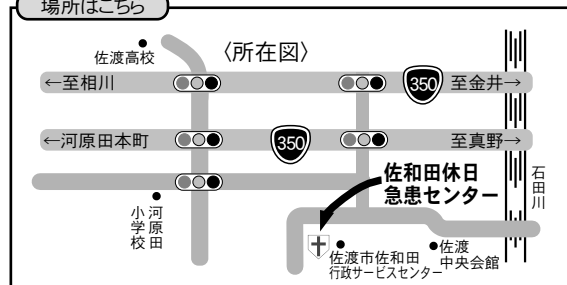 場所はこちら
〈所在図〉
佐渡高校
←至相川
350
至金井→
←河原田本町
350
至真野→
石田川
佐和田休日
急患センター
河原田
小学校
佐渡市佐和田
行政サービスセンター
佐渡
中央会館